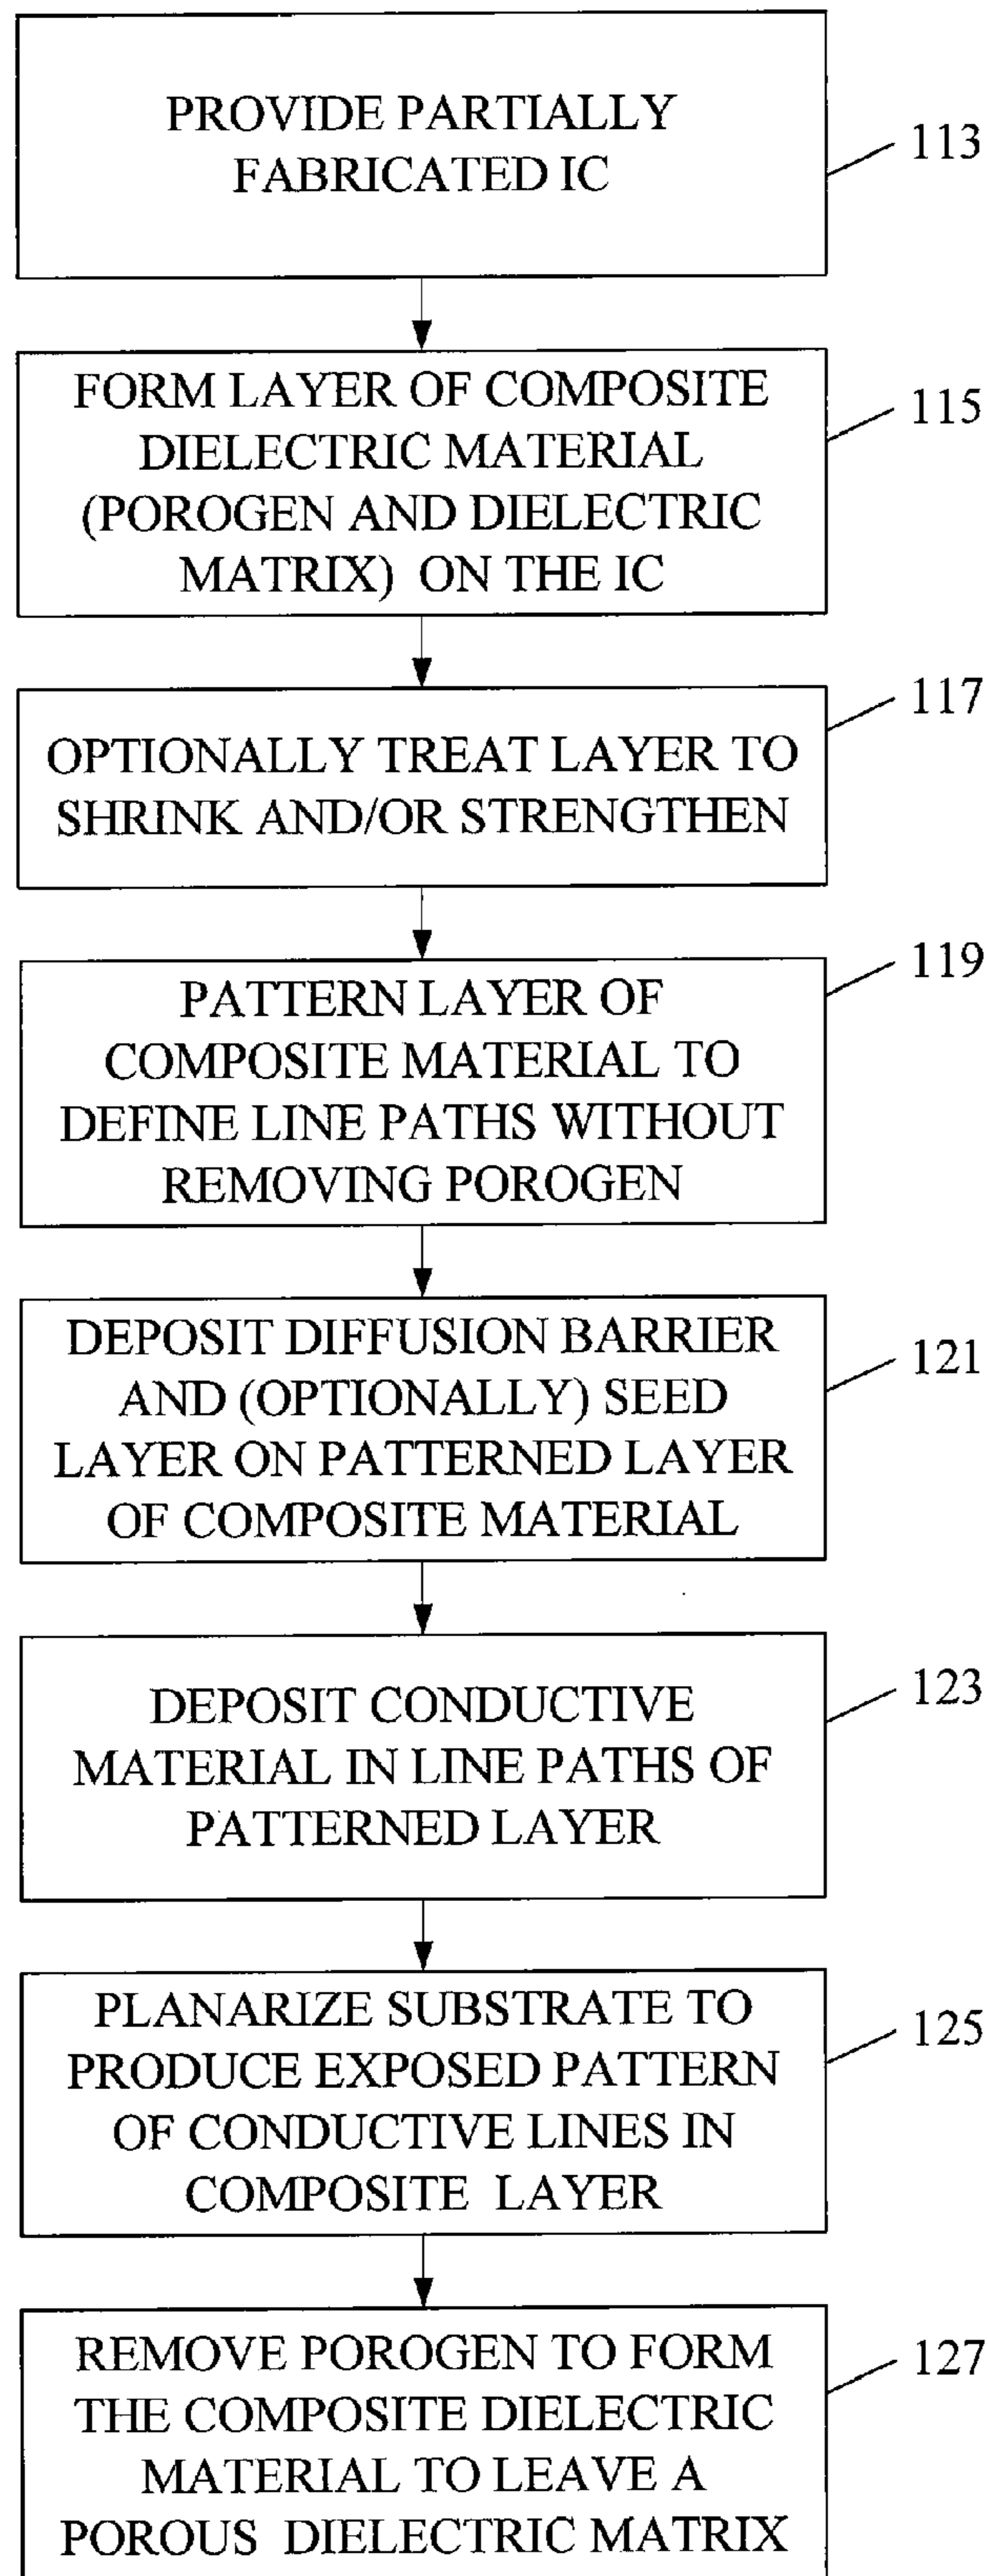 PROVIDE PARTIALLY
FABRICATED IC
113
FORM LAYER OF COMPOSITE
DIELECTRIC MATERIAL
(POROGEN AND DIELECTRIC
MATRIX) ON THE IC
115
OPTIONALLY TREAT LAYER TO
SHRINK AND/OR STRENGTHEN
117
PATTERN LAYER OF
COMPOSITE MATERIAL TO
DEFINE LINE PATHS WITHOUT
REMOVING POROGEN
119
DEPOSIT DIFFUSION BARRIER
AND (OPTIONALLY) SEED
LAYER ON PATTERNED LAYER
OF COMPOSITE MATERIAL
121
DEPOSIT CONDUCTIVE
MATERIAL IN LINE PATHS OF
PATTERNED LAYER
123
PLANARIZE SUBSTRATE TO
PRODUCE EXPOSED PATTERN
OF CONDUCTIVE LINES IN
COMPOSITE LAYER
125
REMOVE POROGEN TO FORM
THE COMPOSITE DIELECTRIC
MATERIAL TO LEAVE A
POROUS DIELECTRIC MATRIX
127